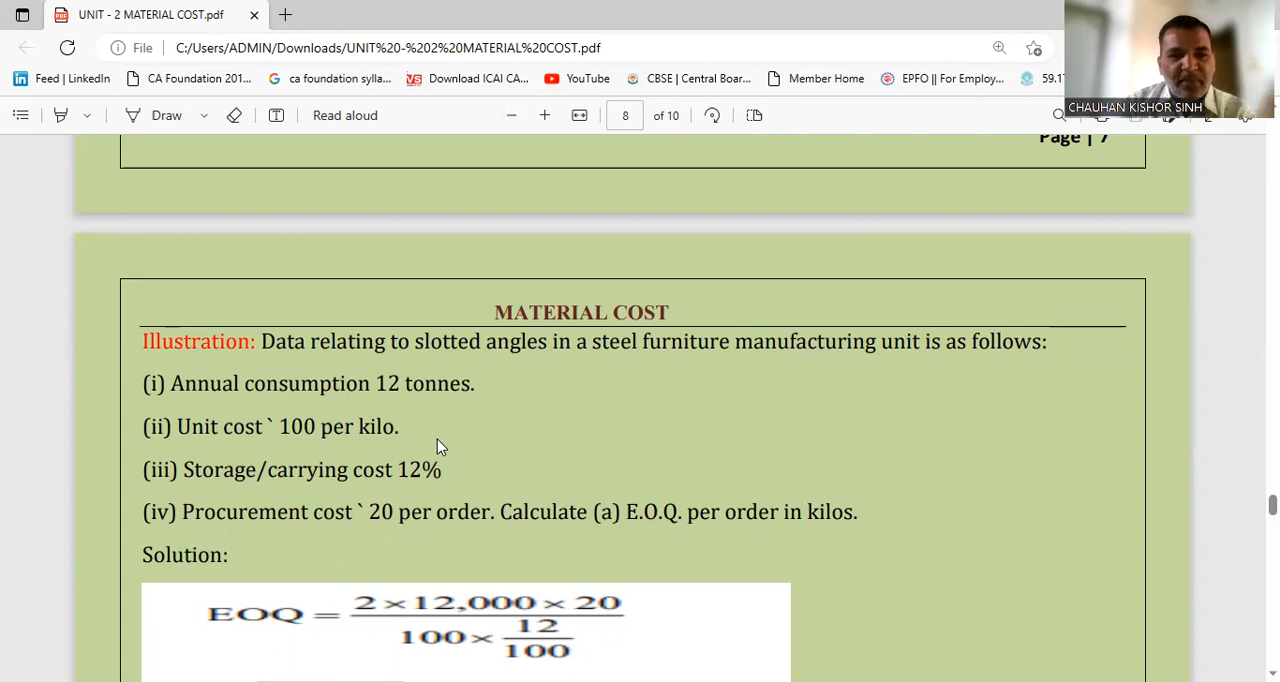 UNIT - 2 MATERIAL COST.pdf
File C:/Users/ADMIN/Downloads/UNIT%20-%202%20MATERIAL%20COST.pdf
Feed | LinkedIn CA Foundation 201... ca foundation sylla... Download ICAI CA... YouTube CBSE | Central Boar... Member Home EPFO || For Employ... 59.1
CHAUHAN KISHOR SINH
Draw Read aloud 8 of 10
Page | 7
MATERIAL COST
Illustration: Data relating to slotted angles in a steel furniture manufacturing unit is as follows:
(i) Annual consumption 12 tonnes.
(ii) Unit cost ` 100 per kilo.
(iii) Storage/carrying cost 12%
(iv) Procurement cost ` 20 per order. Calculate (a) E.O.Q. per order in kilos.
Solution:
EOQ = 2 × 12,000 × 20
100 × 12
100